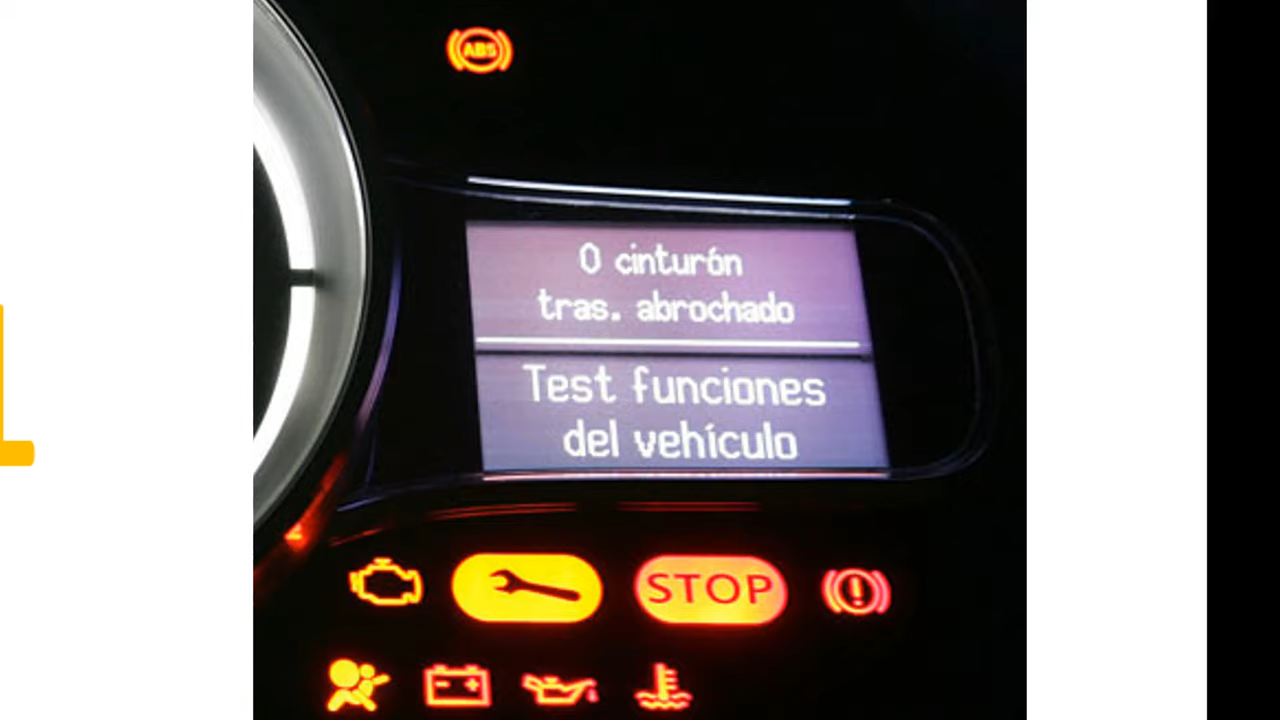 ABS
0 cinturón
tras. abrochado
Test funciones
del vehículo
STOP